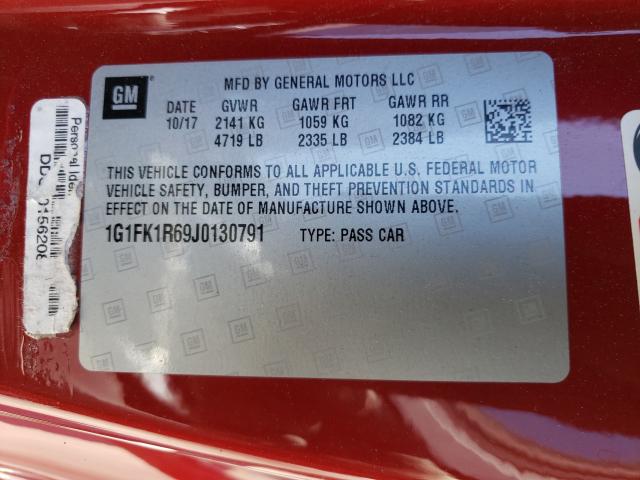 GM
MFD BY GENERAL MOTORS LLC
DATE GVWR GAWR FRT GAWR RR
10/17 2141 KG 1059 KG 1082 KG
4719 LB 2335 LB 2384 LB
THIS VEHICLE CONFORMS TO ALL APPLICABLE U.S. FEDERAL MOTOR
VEHICLE SAFETY, BUMPER, AND THEFT PREVENTION STANDARDS IN
EFFECT ON THE DATE OF MANUFACTURE SHOWN ABOVE.
1G1FK1R69J0130791 TYPE: PASS CAR
Personal